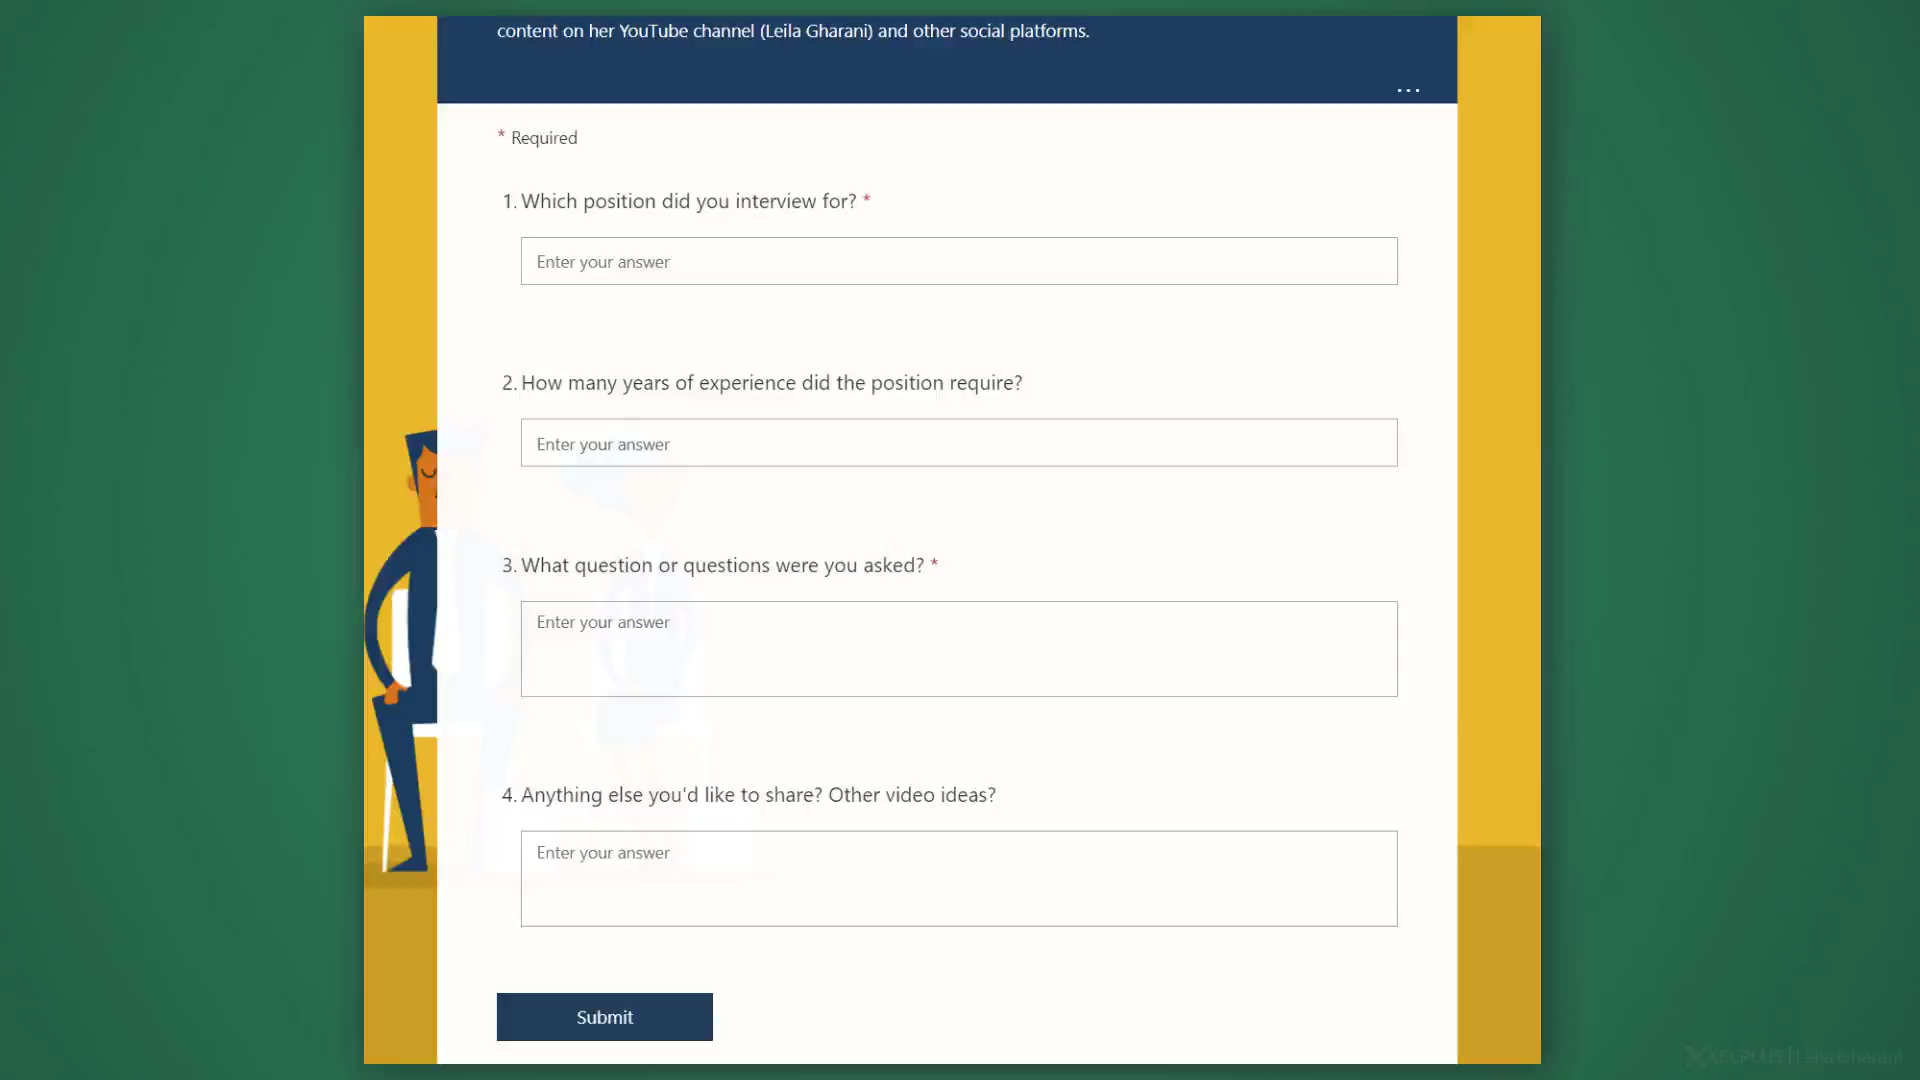 content on her YouTube channel (Leila Gharani) and other social platforms.
...
* Required
1. Which position did you interview for? *
Enter your answer
2. How many years of experience did the position require?
Enter your answer
3. What question or questions were you asked? *
Enter your answer
4. Anything else you'd like to share? Other video ideas?
Enter your answer
Submit
XELPLUS | Leila Gharani